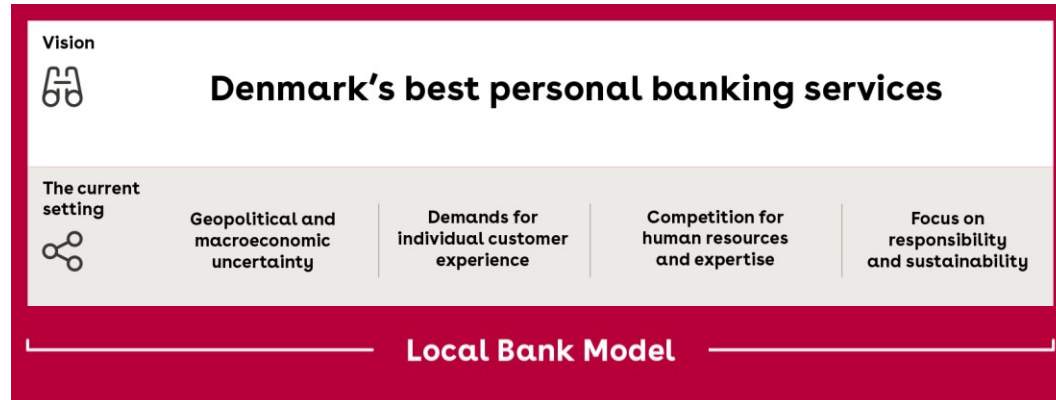 Vision
Denmark's best personal banking services
The current
setting
Geopolitical and
macroeconomic
uncertainty
Demands for
individual customer
experience
Competition for
human resources
and expertise
Focus on
responsibility
and sustainability
Local Bank Model